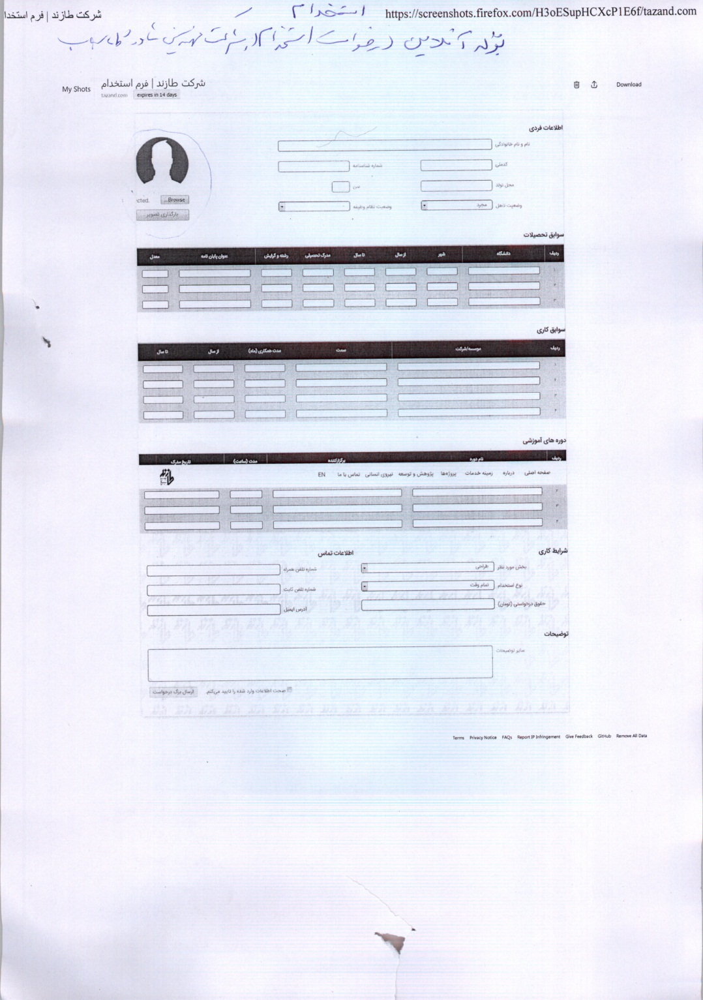 شرکت طازند | فرم استخدا
https://screenshots.firefox.com/H3oESupHCXcP1E6f/tazand.com
استخدام
آنلاین درخواست استخدام شرکت
My Shots
شرکت طازند | فرم استخدام
tazand.com expires in 14 days
Download
اطلاعات فردی
نام و نام خانوادگی
کدملی
شماره شناسنامه
محل تولد
سن
وضعیت تاهل مجرد
وضعیت نظام وظیفه
ected. Browse...
بارگذاری تصویر
سوابق تحصیلات
ردیف دانشگاه شهر از سال تا سال مدرک تحصیلی رشته و گرایش عنوان پایان نامه معدل
۱
۲
۳
سوابق کاری
ردیف موسسه/شرکت سمت مدت همکاری (ماه) از سال تا سال
۱
۲
۳
۴
دوره های آموزشی
ردیف نام دوره برگزارکننده مدت (ساعت) تاریخ مدرک
صفحه اصلی درباره زمینه خدمات پروژه‌ها پژوهش و توسعه نیروی انسانی تماس با ما EN
۲
۳
۴
شرایط کاری
بخش مورد نظر طراحی
نوع استخدام تمام وقت
حقوق درخواستی (تومان)
اطلاعات تماس
شماره تلفن همراه
شماره تلفن ثابت
آدرس ایمیل
توضیحات
سایر توضیحات
صحت اطلاعات وارد شده را تایید می‌کنم.
ارسال برگ درخواست
Terms Privacy Notice FAQs Report IP Infringement Give Feedback GitHub Remove All Data